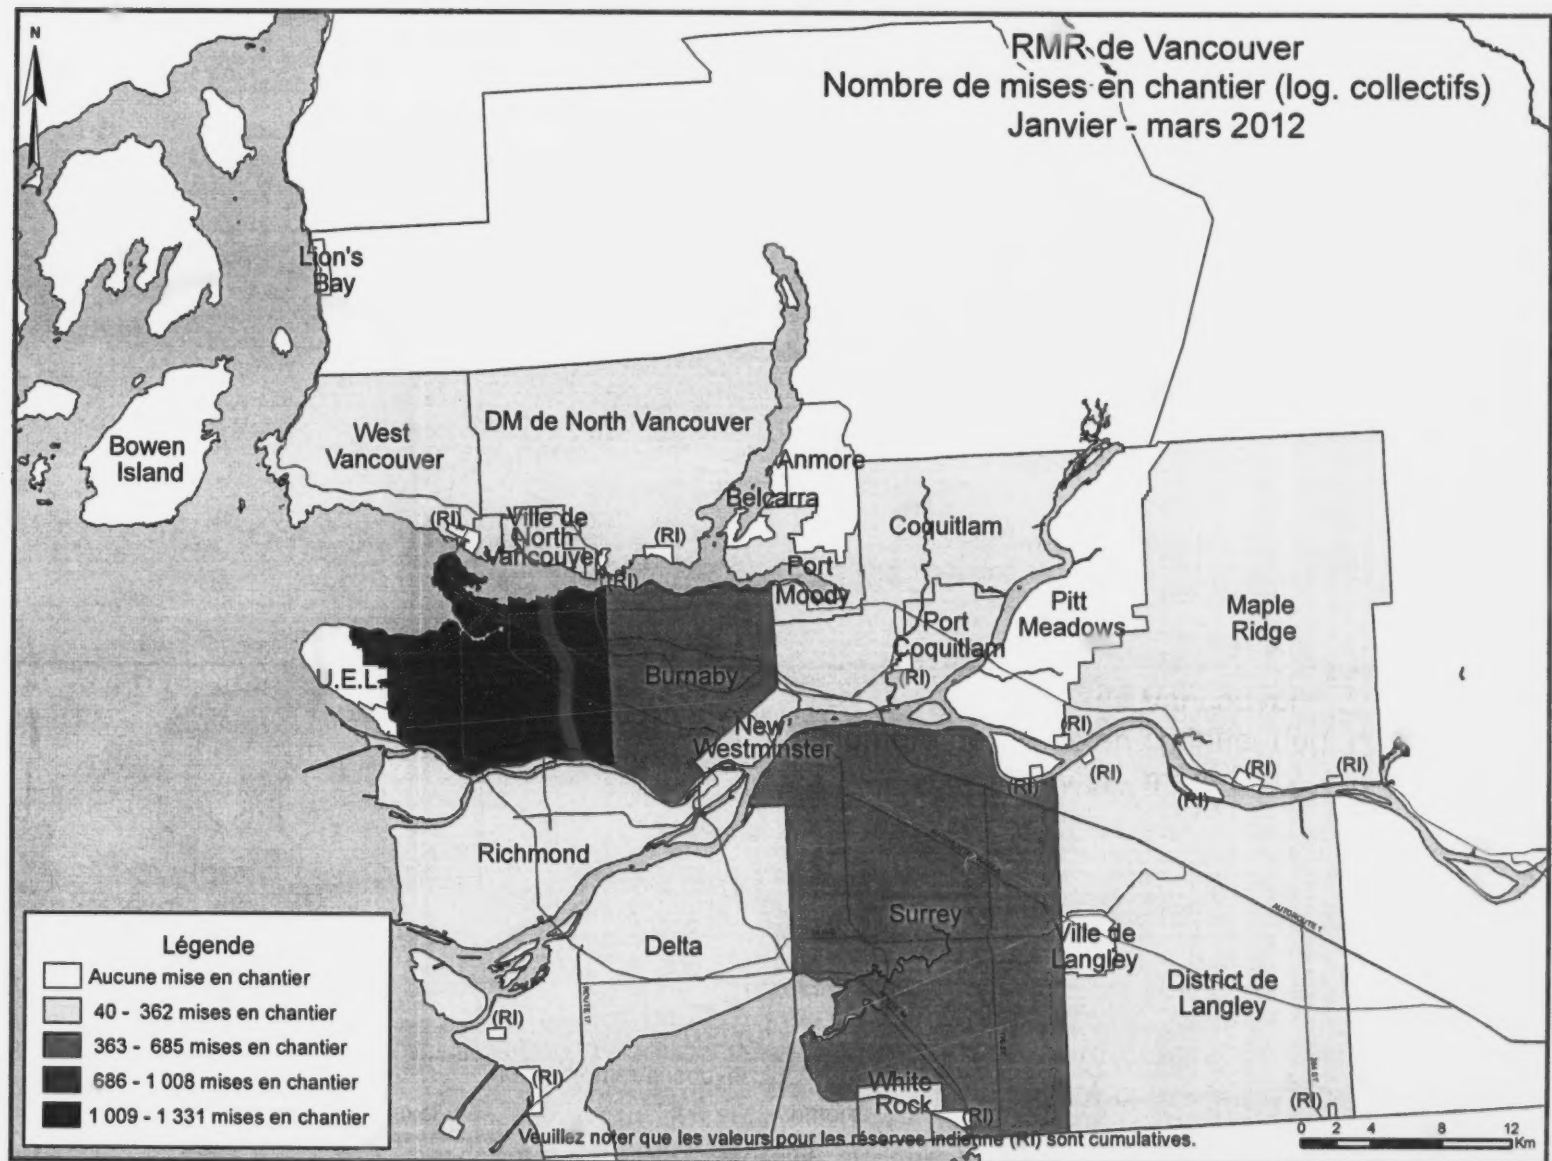 N
RMR de Vancouver
Nombre de mises en chantier (log. collectifs)
Janvier - mars 2012
Lion's
Bay
Bowen
Island
West
Vancouver
DM de North Vancouver
Anmore
Belcarra
(RI)
Ville de
North
Vancouver
(RI)
(RI)
Coquitlam
Port
Moody
Port
Coquitlam
(RI)
Pitt
Meadows
Maple
Ridge
U.E.L.
Burnaby
New
Westminster
(RI)
(RI)
(RI)
(RI)
(RI)
(RI)
Richmond
Surrey
AUTOROUTE 1
Ville de
Langley
Delta
District de
Langley
ROUTE 17
(RI)
(RI)
White
Rock
(RI)
(RI)
Légende
Aucune mise en chantier
40 - 362 mises en chantier
363 - 685 mises en chantier
686 - 1 008 mises en chantier
1 009 - 1 331 mises en chantier
Veuillez noter que les valeurs pour les réserves indienne (RI) sont cumulatives.
0 2 4 8 12
Km